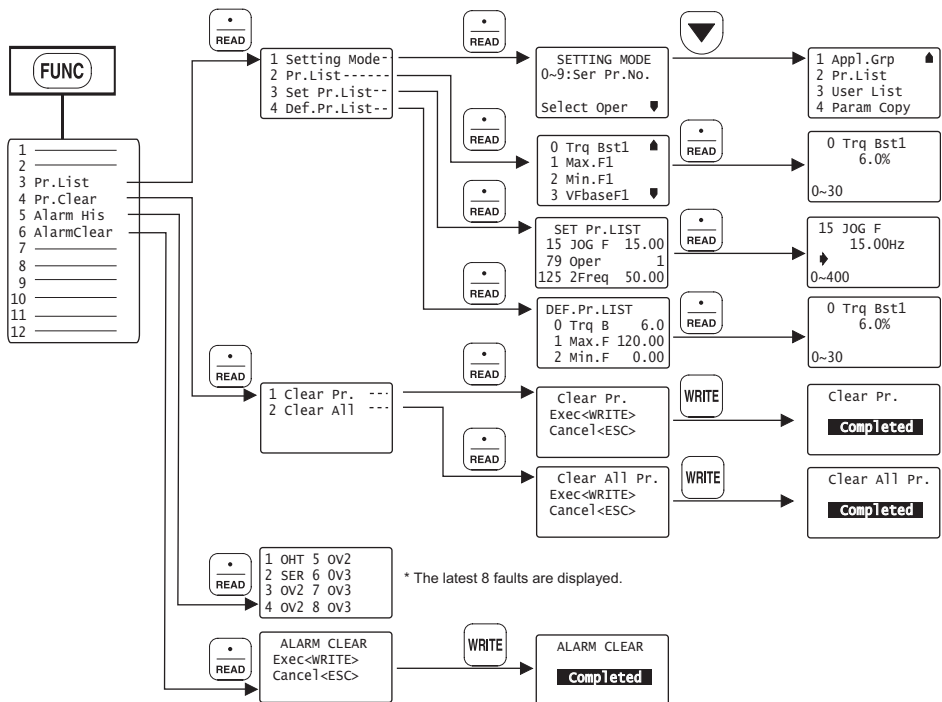 FUNC
1
2
3 Pr.List
4 Pr.Clear
5 Alarm His
6 AlarmClear
7
8
9
10
11
12
READ
1 Setting Mode--
2 Pr.List------
3 Set Pr.List--
4 Def.Pr.List--
READ
SETTING MODE
0~9:Ser Pr.No.
Select Oper
1 Appl.Grp
2 Pr.List
3 User List
4 Param Copy
READ
0 Trq Bst1
1 Max.F1
2 Min.F1
3 VFbaseF1
READ
0 Trq Bst1
6.0%
0~30
READ
SET Pr.LIST
15 JOG F 15.00
79 Oper 1
125 2Freq 50.00
READ
15 JOG F
15.00Hz
0~400
READ
DEF.Pr.LIST
0 Trq B 6.0
1 Max.F 120.00
2 Min.F 0.00
READ
0 Trq Bst1
6.0%
0~30
READ
1 Clear Pr. ---
2 Clear All ---
READ
Clear Pr.
Exec<WRITE>
Cancel<ESC>
WRITE
Clear Pr.
Completed
READ
Clear All Pr.
Exec<WRITE>
Cancel<ESC>
WRITE
Clear All Pr.
Completed
READ
1 OHT 5 OV2
2 SER 6 OV3
3 OV2 7 OV3
4 OV2 8 OV3
* The latest 8 faults are displayed.
READ
ALARM CLEAR
Exec<WRITE>
Cancel<ESC>
WRITE
ALARM CLEAR
Completed